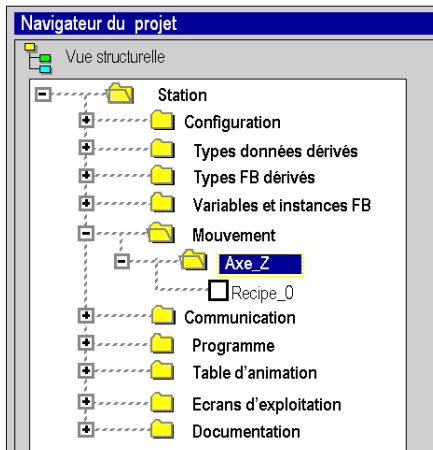 Navigateur du projet
Vue structurelle
Station
Configuration
Types données dérivés
Types FB dérivés
Variables et instances FB
Mouvement
Axe_Z
Recipe_0
Communication
Programme
Table d'animation
Ecrans d'exploitation
Documentation